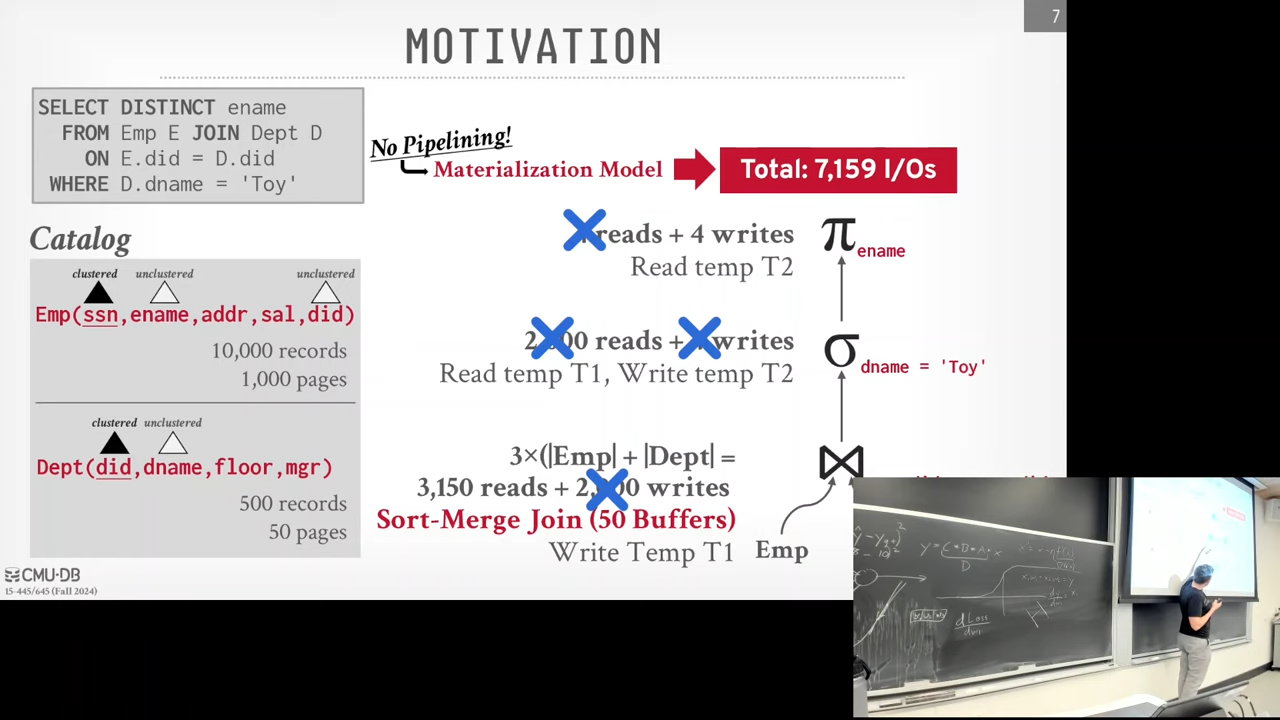 7
MOTIVATION
SELECT DISTINCT ename
FROM Emp E JOIN Dept D
ON E.did = D.did
WHERE D.dname = 'Toy'
No Pipelining!
Materialization Model
Total: 7,159 I/Os
reads + 4 writes
Read temp T2
π ename
reads + writes
Read temp T1, Write temp T2
σ dname = 'Toy'
3×(|Emp| + |Dept| =
3,150 reads + writes
Sort-Merge Join (50 Buffers)
Write Temp T1
⋈
Emp
Catalog
clustered unclustered unclustered
Emp(ssn,ename,addr,sal,did)
10,000 records
1,000 pages
clustered unclustered
Dept(did,dname,floor,mgr)
500 records
50 pages
CMU·DB
15-445/645 (Fall 2024)